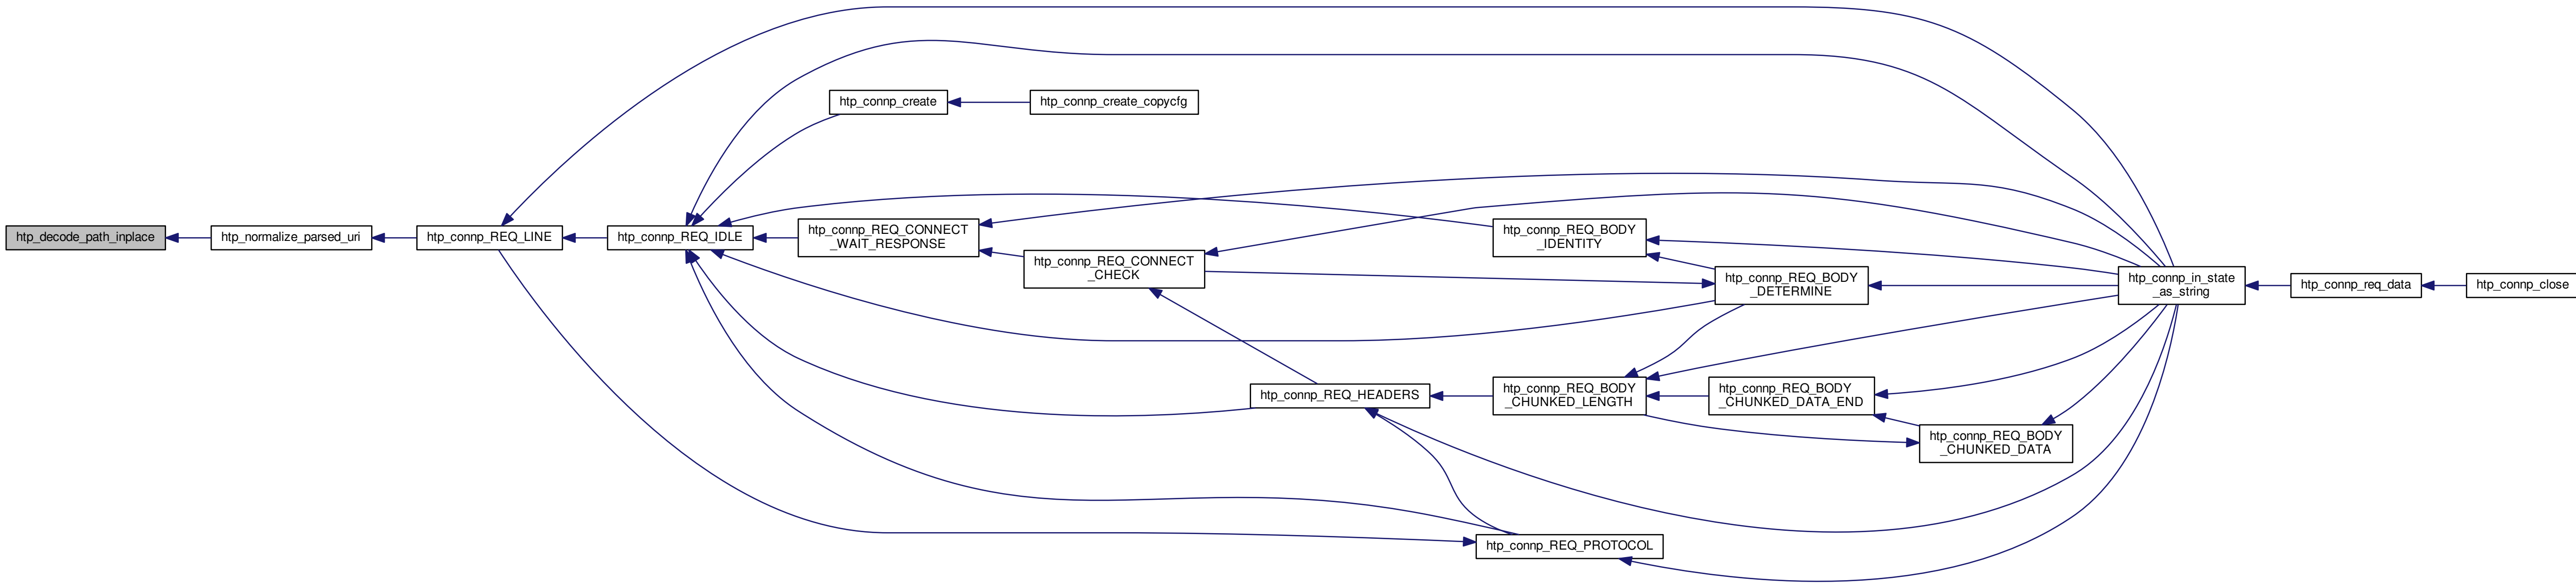 htp_decode_path_inplace
htp_normalize_parsed_uri
htp_connp_REQ_LINE
htp_connp_REQ_IDLE
htp_connp_create
htp_connp_create_copycfg
htp_connp_REQ_CONNECT
_WAIT_RESPONSE
htp_connp_REQ_CONNECT
_CHECK
htp_connp_REQ_HEADERS
htp_connp_REQ_BODY
_IDENTITY
htp_connp_REQ_BODY
_DETERMINE
htp_connp_REQ_BODY
_CHUNKED_LENGTH
htp_connp_REQ_BODY
_CHUNKED_DATA_END
htp_connp_REQ_BODY
_CHUNKED_DATA
htp_connp_REQ_PROTOCOL
htp_connp_in_state
_as_string
htp_connp_req_data
htp_connp_close